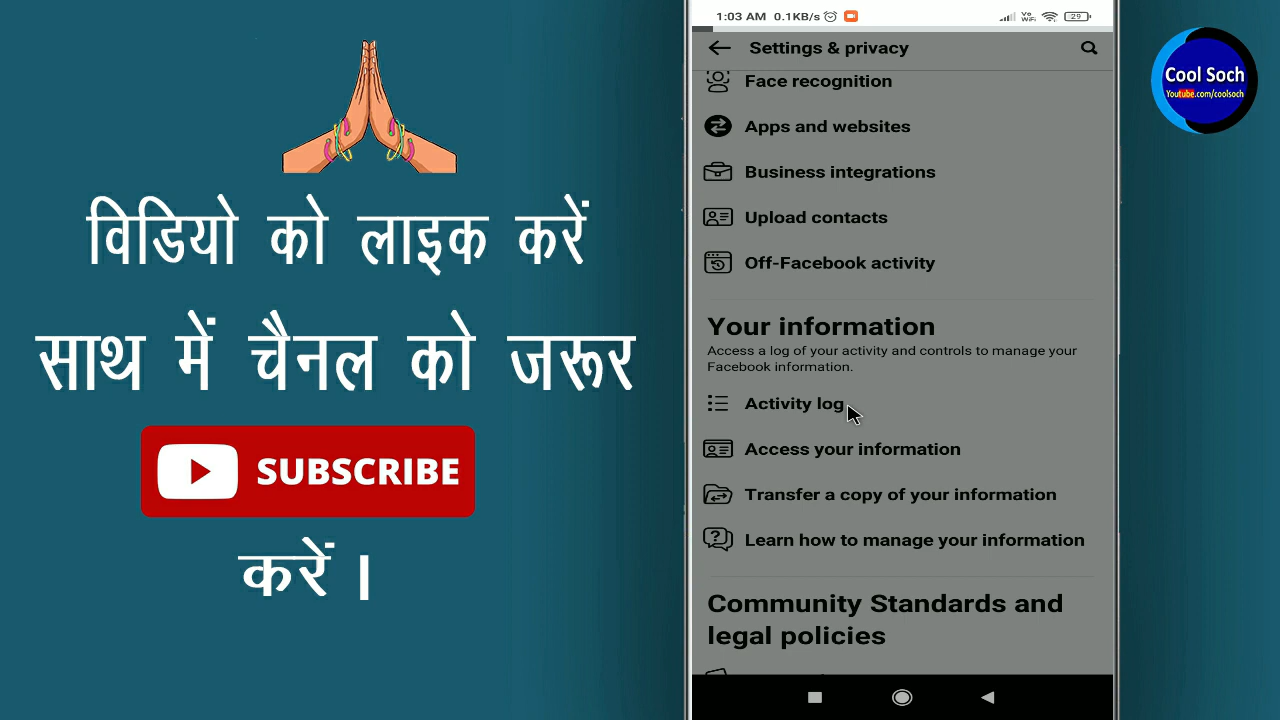 विडियो को लाइक करें
साथ में चैनल को जरूर
SUBSCRIBE
करें ।
1:03 AM 0.1KB/s
Vo WiFi
29
Settings & privacy
Face recognition
Apps and websites
Business integrations
Upload contacts
Off-Facebook activity
Your information
Access a log of your activity and controls to manage your
Facebook information.
Activity log
Access your information
Transfer a copy of your information
Learn how to manage your information
Community Standards and
legal policies
Cool Soch
Youtube.com/coolsoch